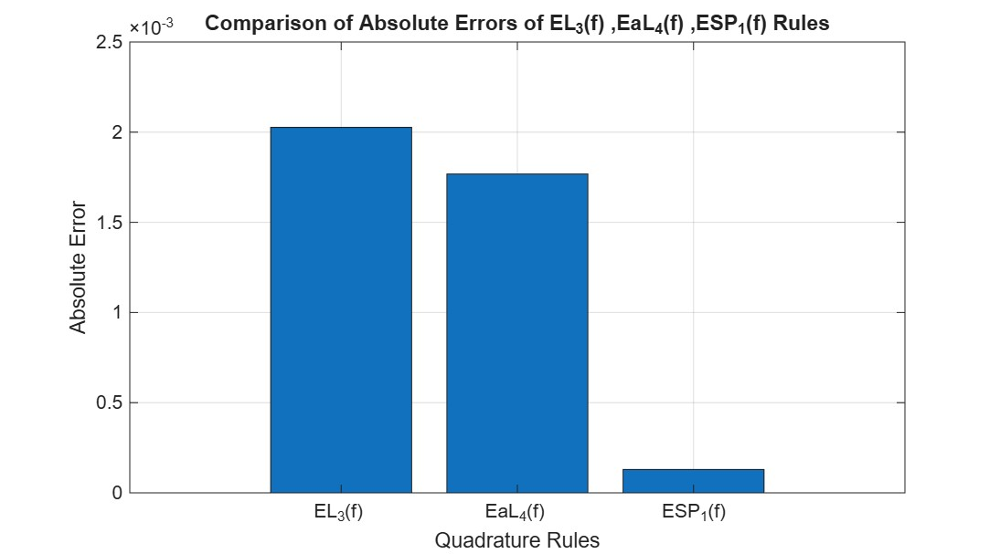 Comparison of Absolute Errors of EL₃(f) ,EaL₄(f) ,ESP₁(f) Rules
×10⁻³
2.5
2
1.5
1
0.5
0
Absolute Error
EL₃(f) EaL₄(f) ESP₁(f)
Quadrature Rules